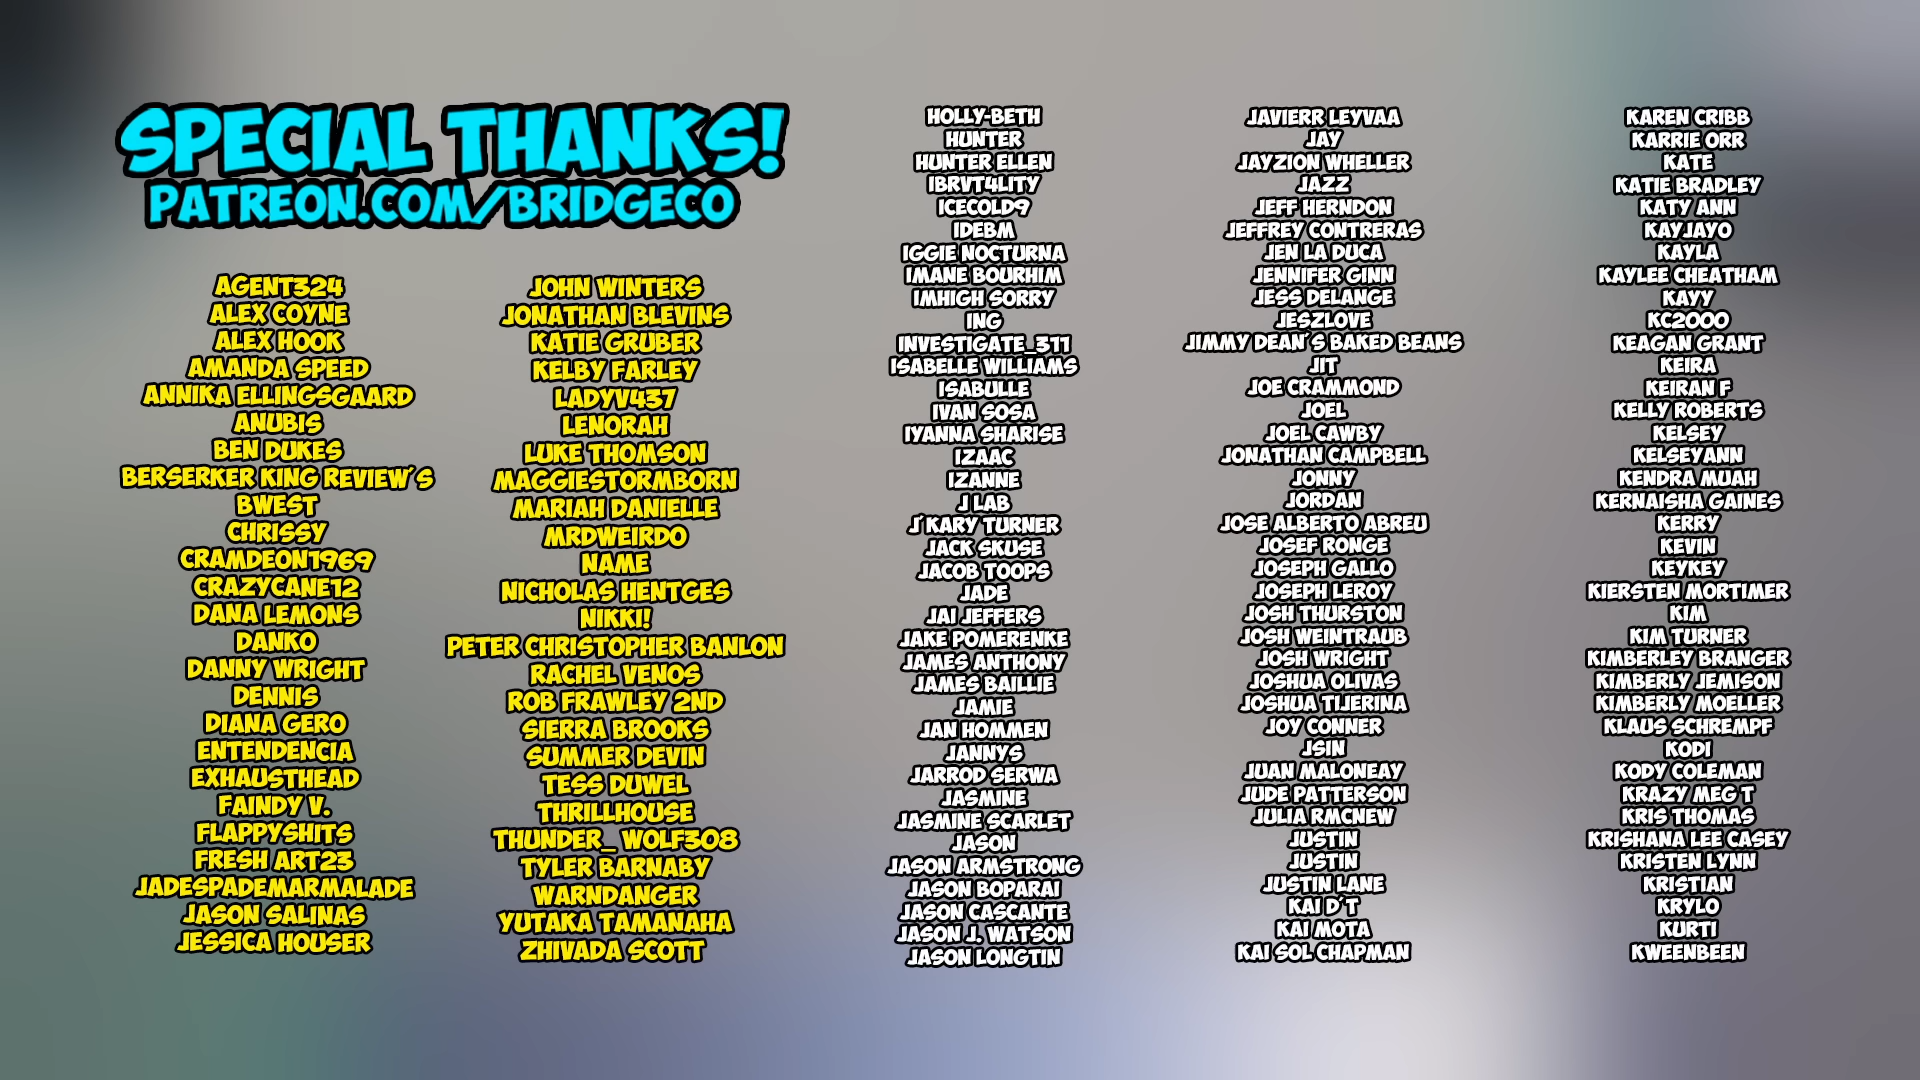 SPECIAL THANKS!
PATREON.COM/BRIDGECO
AGENT324
ALEX COYNE
ALEX HOOK
AMANDA SPEED
ANNIKA ELLINGSGAARD
ANUBIS
BEN DUKES
BERSERKER KING REVIEW'S
BWEST
CHRISSY
CRAMDEON1969
CRAZYCANE12
DANA LEMONS
DANKO
DANNY WRIGHT
DENNIS
DIANA GERO
ENTENDENCIA
EXHAUSTHEAD
FAINDY V.
FLAPPYSHITS
FRESH ART23
JADESPADEMARMALADE
JASON SALINAS
JESSICA HOUSER
JOHN WINTERS
JONATHAN BLEVINS
KATIE GRUBER
KELBY FARLEY
LADYV437
LENORAH
LUKE THOMSON
MAGGIESTORMBORN
MARIAH DANIELLE
MRDWEIRDO
NAME
NICHOLAS HENTGES
NIKKI!
PETER CHRISTOPHER BANLON
RACHEL VENOS
ROB FRAWLEY 2ND
SIERRA BROOKS
SUMMER DEVIN
TESS DUWEL
THRILLHOUSE
THUNDER_ WOLF308
TYLER BARNABY
WARNDANGER
YUTAKA TAMANAHA
ZHIVADA SCOTT
HOLLY-BETH
HUNTER
HUNTER ELLEN
IBRVT4LITY
ICECOLD9
IDEBM
IGGIE NOCTURNA
IMANE BOURHIM
IMHIGH SORRY
ING
INVESTIGATE_311
ISABELLE WILLIAMS
ISABULLE
IVAN SOSA
IYANNA SHARISE
IZAAC
IZANNE
J LAB
J'KARY TURNER
JACK SKUSE
JACOB TOOPS
JADE
JAI JEFFERS
JAKE POMERENKE
JAMES ANTHONY
JAMES BAILLIE
JAMIE
JAN HOMMEN
JANNYS
JARROD SERWA
JASMINE
JASMINE SCARLET
JASON
JASON ARMSTRONG
JASON BOPARAI
JASON CASCANTE
JASON J. WATSON
JASON LONGTIN
JAVIERR LEYVAA
JAY
JAYZION WHELLER
JAZZ
JEFF HERNDON
JEFFREY CONTRERAS
JEN LA DUCA
JENNIFER GINN
JESS DELANGE
JESZLOVE
JIMMY DEAN'S BAKED BEANS
JIT
JOE CRAMMOND
JOEL
JOEL CAWBY
JONATHAN CAMPBELL
JONNY
JORDAN
JOSE ALBERTO ABREU
JOSEF RONGE
JOSEPH GALLO
JOSEPH LEROY
JOSH THURSTON
JOSH WEINTRAUB
JOSH WRIGHT
JOSHUA OLIVAS
JOSHUA TIJERINA
JOY CONNER
JSIN
JUAN MALONEAY
JUDE PATTERSON
JULIA RMCNEW
JUSTIN
JUSTIN
JUSTIN LANE
KAI D'T
KAI MOTA
KAI SOL CHAPMAN
KAREN CRIBB
KARRIE ORR
KATE
KATIE BRADLEY
KATY ANN
KAYJAYO
KAYLA
KAYLEE CHEATHAM
KAYY
KC2000
KEAGAN GRANT
KEIRA
KEIRAN F
KELLY ROBERTS
KELSEY
KELSEYANN
KENDRA MUAH
KERNAISHA GAINES
KERRY
KEVIN
KEYKEY
KIERSTEN MORTIMER
KIM
KIM TURNER
KIMBERLEY BRANGER
KIMBERLY JEMISON
KIMBERLY MOELLER
KLAUS SCHREMPF
KODI
KODY COLEMAN
KRAZY MEG T
KRIS THOMAS
KRISHANA LEE CASEY
KRISTEN LYNN
KRISTIAN
KRYLO
KURTI
KWEENBEEN